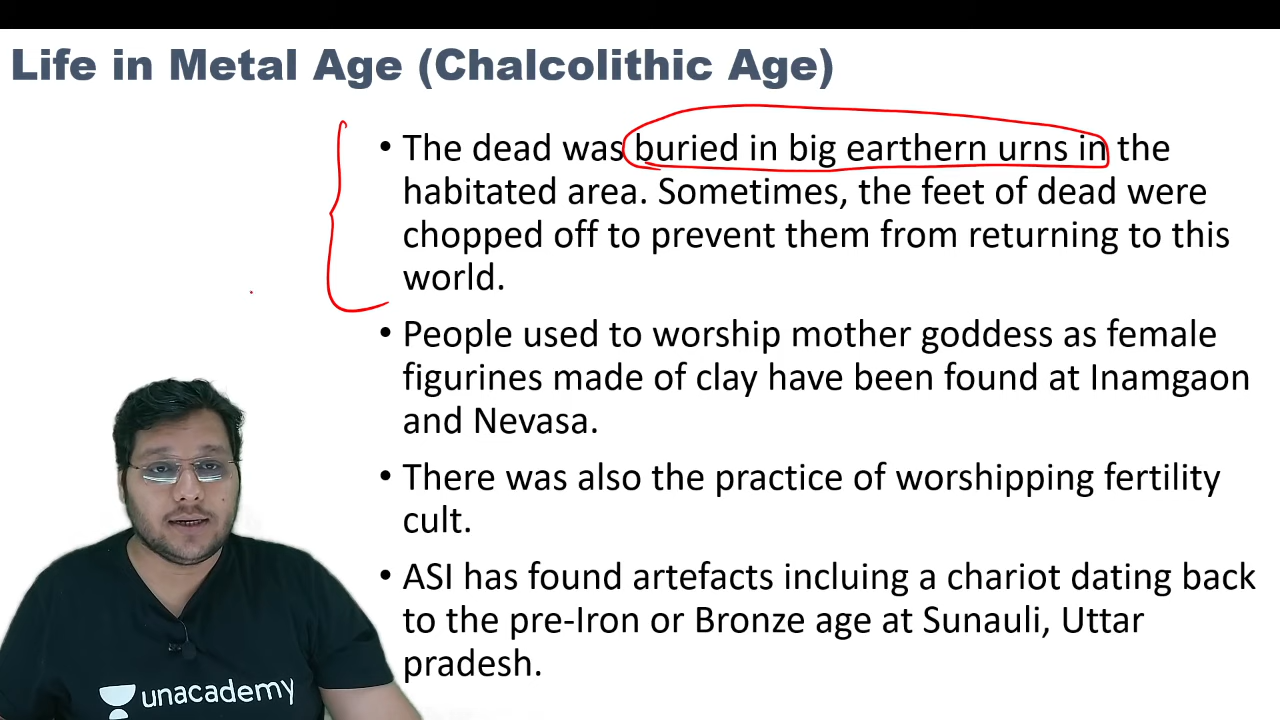 Life in Metal Age (Chalcolithic Age)
• The dead was buried in big earthern urns in the
habitated area. Sometimes, the feet of dead were
chopped off to prevent them from returning to this
world.
• People used to worship mother goddess as female
figurines made of clay have been found at Inamgaon
and Nevasa.
• There was also the practice of worshipping fertility
cult.
• ASI has found artefacts incluing a chariot dating back
to the pre-Iron or Bronze age at Sunauli, Uttar
pradesh.
unacademy